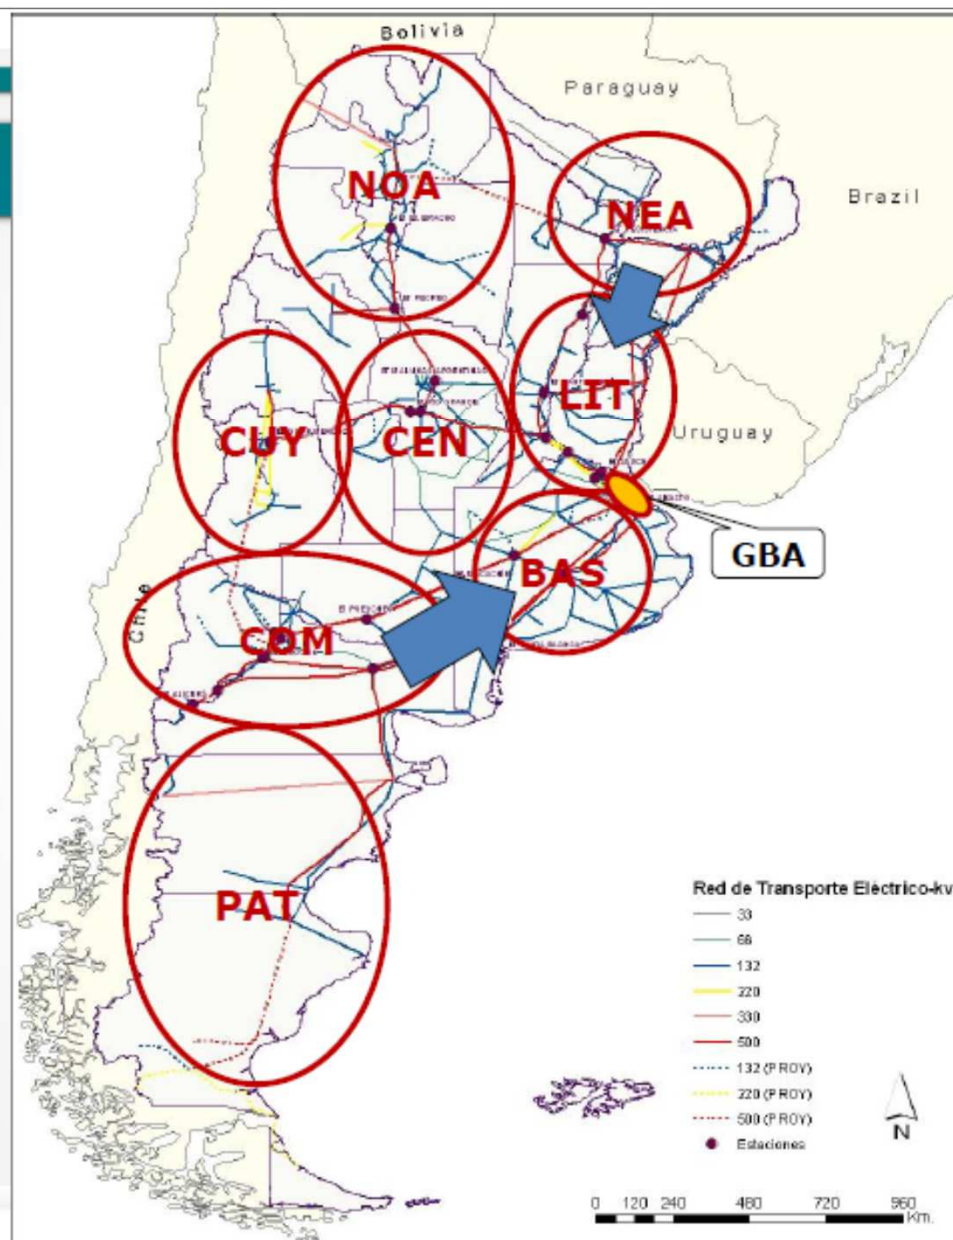 Bolivia
Paraguay
Brazil
NOA
NEA
LIT
CUY
CEN
Uruguay
GBA
BAS
Chile
COM
PAT
Red de Transporte Eléctrico-kv
33
66
132
220
330
500
132 (PROY)
220 (PROY)
500 (PROY)
Estaciones
N
0 120 240 480 720 960
Km.